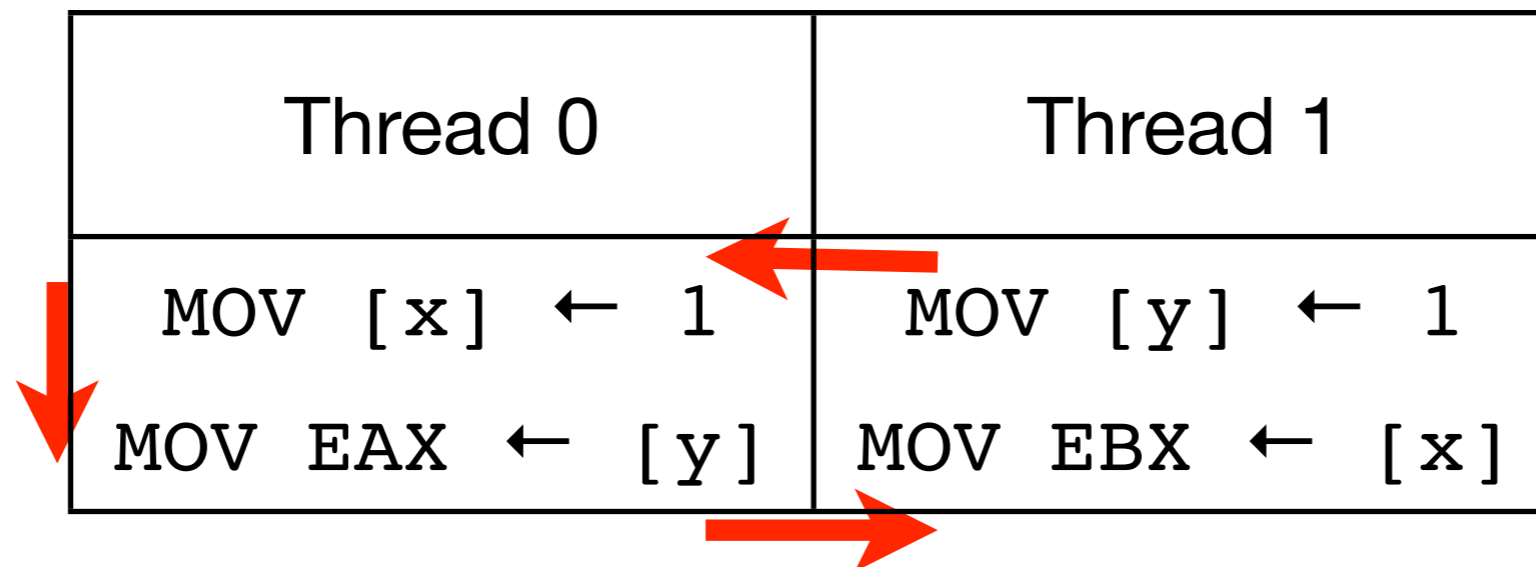 Thread 0 Thread 1
MOV [x] ← 1 MOV [y] ← 1
MOV EAX ← [y] MOV EBX ← [x]